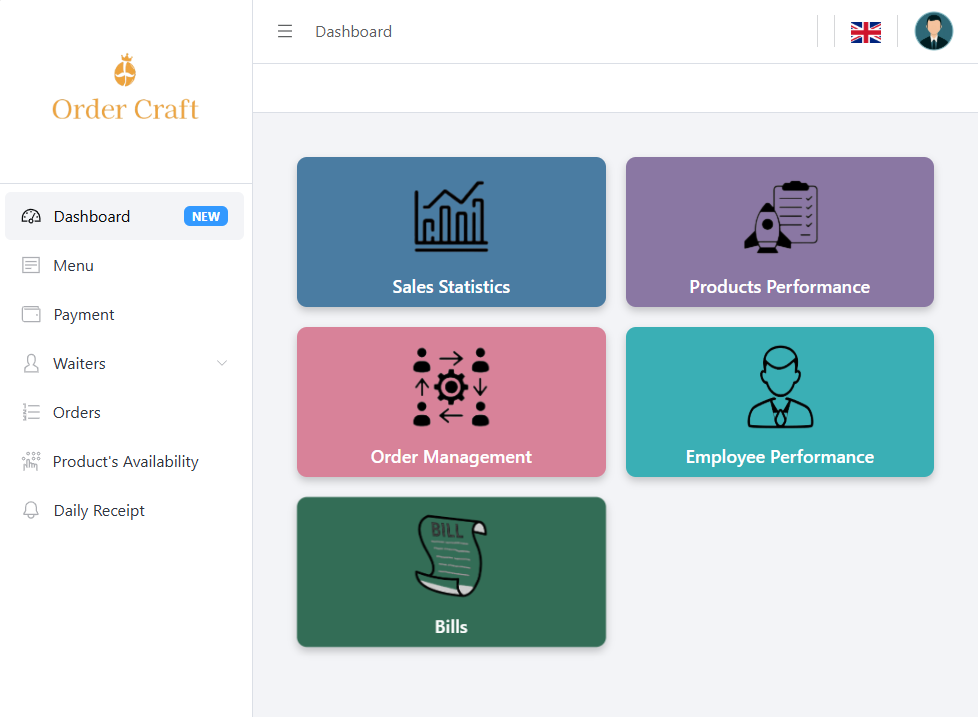 Order Craft
Dashboard
Dashboard NEW
Menu
Payment
Waiters
Orders
Product's Availability
Daily Receipt
Sales Statistics
Products Performance
Order Management
Employee Performance
BILL
Bills